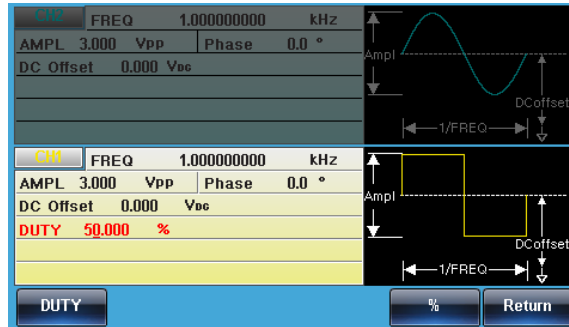 CH2 FREQ 1.000000000 kHz
AMPL 3.000 Vpp Phase 0.0 °
DC Offset 0.000 VDC
Ampl
DCoffset
1/FREQ
CH1 FREQ 1.000000000 kHz
AMPL 3.000 Vpp Phase 0.0 °
DC Offset 0.000 VDC
DUTY 50.000 %
Ampl
DCoffset
1/FREQ
DUTY % Return